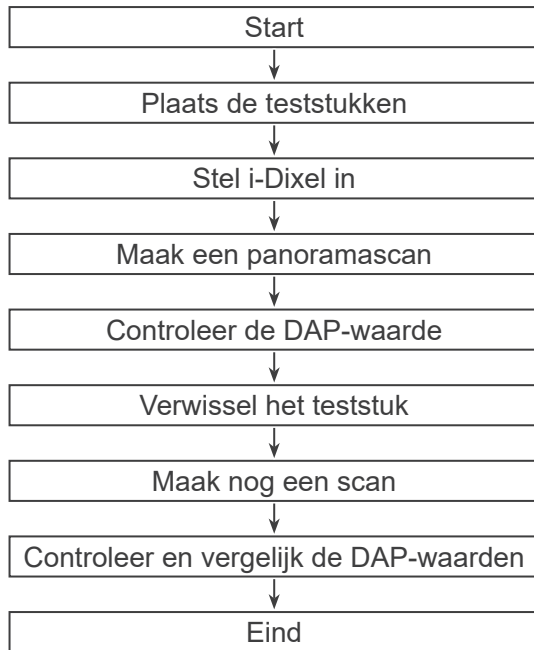 Start
Plaats de teststukken
Stel i-Dixel in
Maak een panoramascan
Controleer de DAP-waarde
Verwissel het teststuk
Maak nog een scan
Controleer en vergelijk de DAP-waarden
Eind